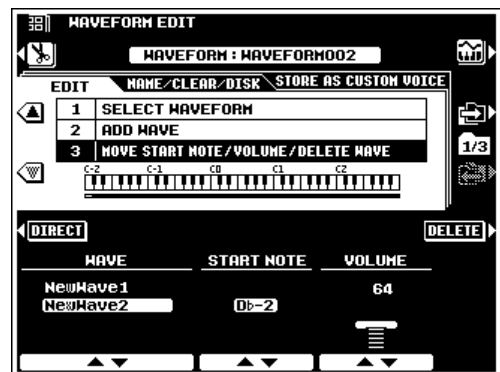 WAVEFORM EDIT
WAVEFORM : WAVEFORM002
EDIT NAME/CLEAR/DISK STORE AS CUSTOM VOICE
1 SELECT WAVEFORM
2 ADD WAVE
3 MOVE START NOTE/VOLUME/DELETE WAVE
1/3
C-2 C-1 C0 C1 C2
DIRECT DELETE
WAVE START NOTE VOLUME
NewWave1 64
NewWave2 D♭-2